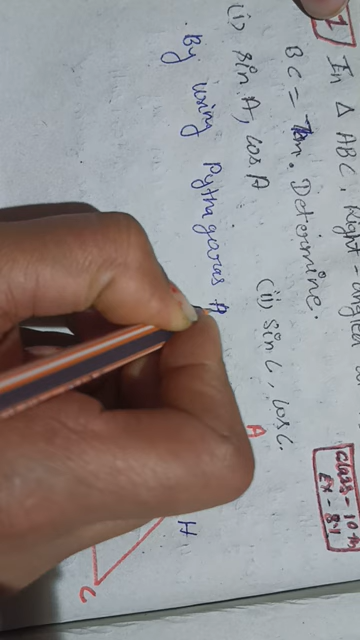 1 In Δ ABC, right-angled
BC = 7m. Determine:
(i) sin A, cos A (ii) sin C, cos C.
By using Pythagoras
Class - 10th
EX - 8.1
A
H
C